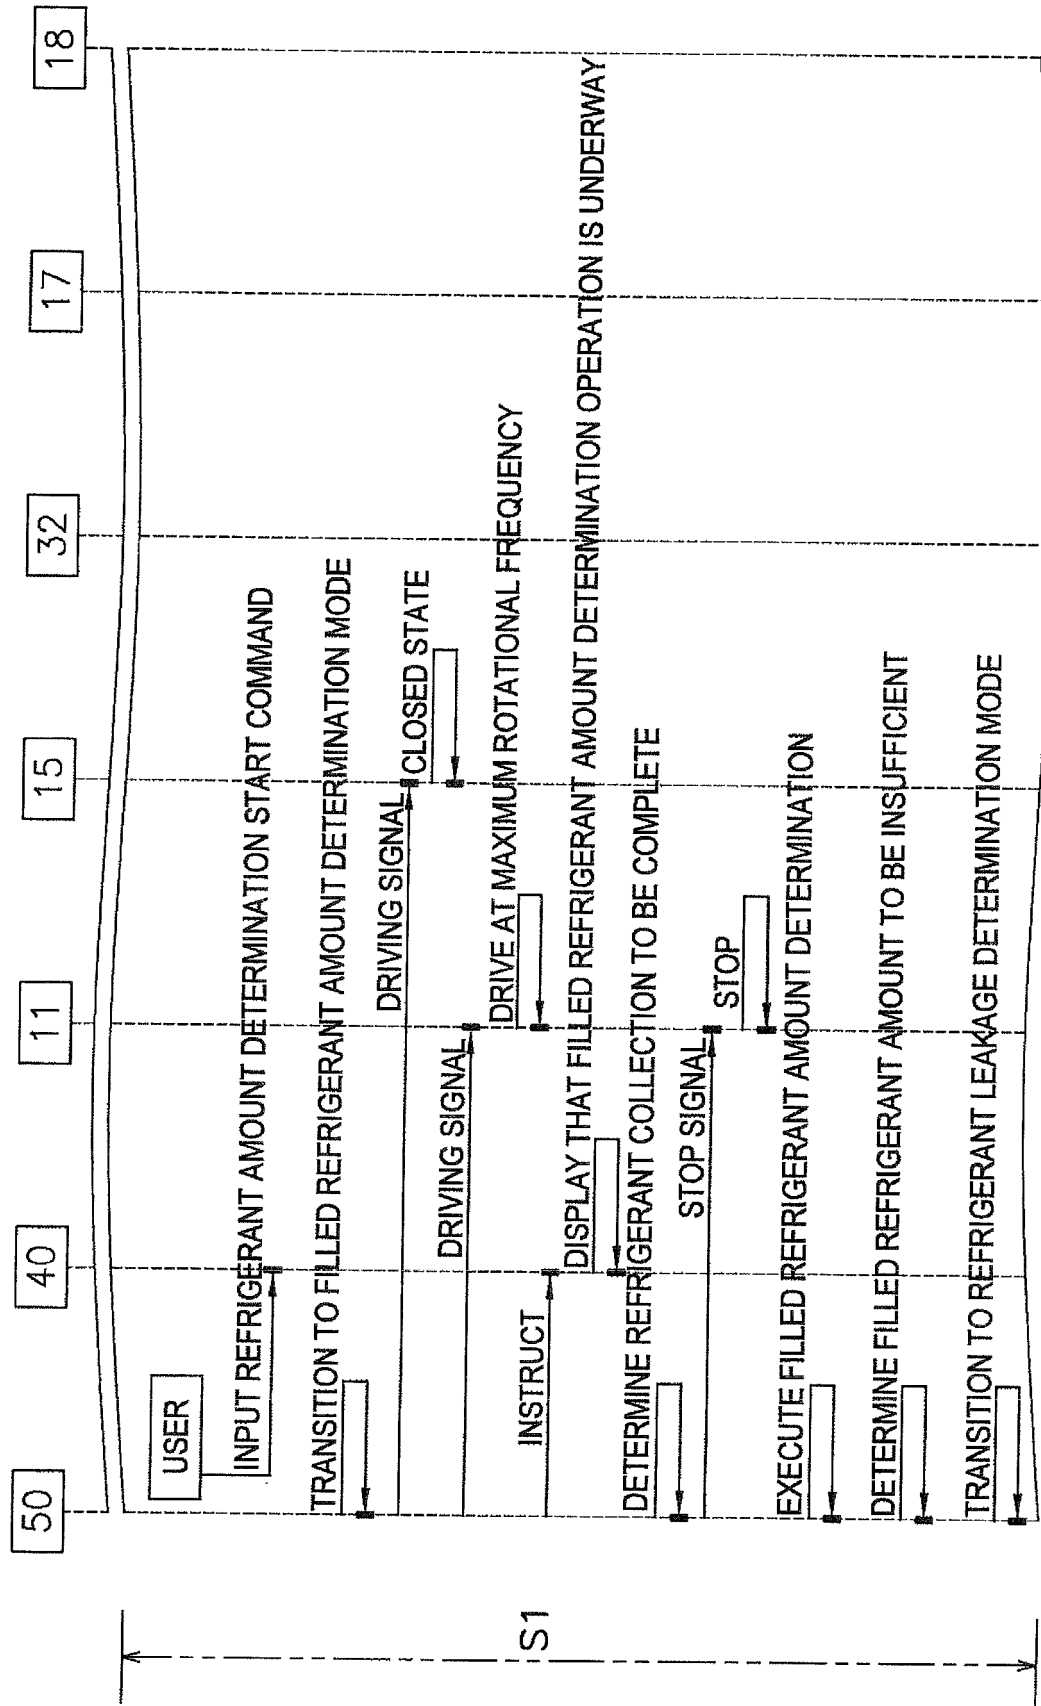 50
40
11
15
32
17
18
USER
INPUT REFRIGERANT AMOUNT DETERMINATION START COMMAND
TRANSITION TO FILLED REFRIGERANT AMOUNT DETERMINATION MODE
DRIVING SIGNAL
CLOSED STATE
DRIVING SIGNAL
DRIVE AT MAXIMUM ROTATIONAL FREQUENCY
INSTRUCT
DISPLAY THAT FILLED REFRIGERANT AMOUNT DETERMINATION OPERATION IS UNDERWAY
DETERMINE REFRIGERANT COLLECTION TO BE COMPLETE
STOP SIGNAL
STOP
EXECUTE FILLED REFRIGERANT AMOUNT DETERMINATION
DETERMINE FILLED REFRIGERANT AMOUNT TO BE INSUFFICIENT
TRANSITION TO REFRIGERANT LEAKAGE DETERMINATION MODE
S1